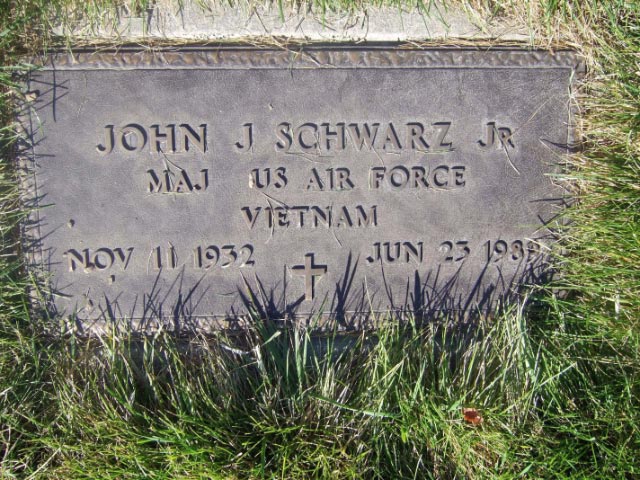 JOHN J SCHWARZ JR
MAJ US AIR FORCE
VIETNAM
NOV 11 1932 JUN 23